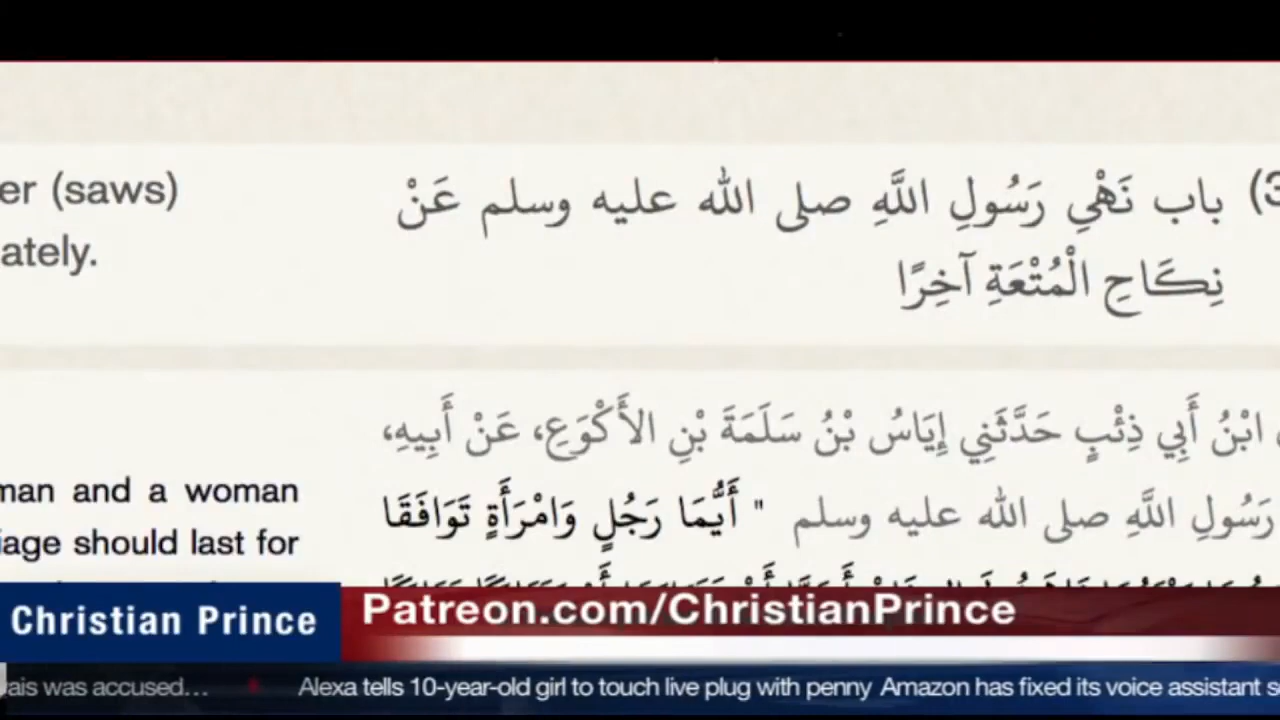 er (saws)
ately.
باب نَهْىِ رَسُولِ اللَّهِ صلى الله عليه وسلم عَنْ
نِكَاحِ الْمُتْعَةِ آخِرًا
(3
ابْنُ أَبِي ذِئْبٍ حَدَّثَنِي إِيَاسُ بْنُ سَلَمَةَ بْنِ الأَكْوَعِ، عَنْ أَبِيهِ،
رَسُولِ اللَّهِ صلى الله عليه وسلم " أَيُّمَا رَجُلٍ وَامْرَأَةٍ تَوَافَقَا
man and a woman
iage should last for
Christian Prince
Patreon.com/ChristianPrince
ais was accused... Alexa tells 10-year-old girl to touch live plug with penny Amazon has fixed its voice assistant s